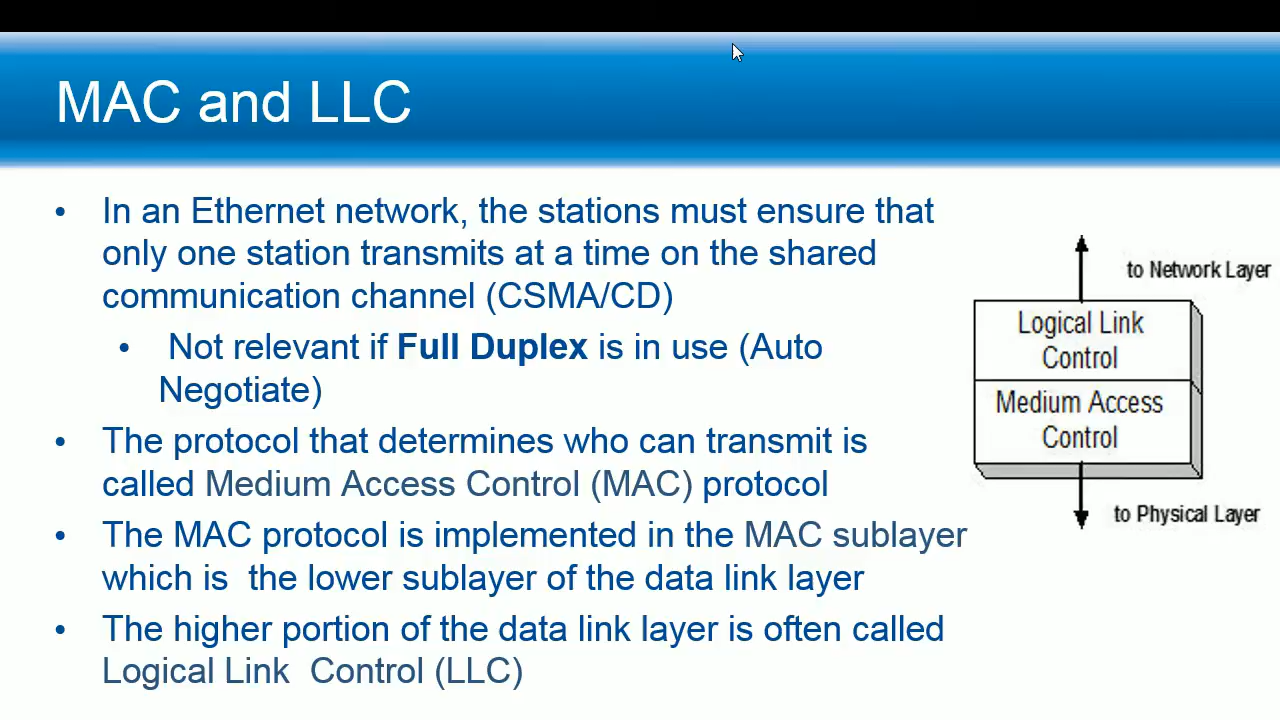 MAC and LLC
• In an Ethernet network, the stations must ensure that
only one station transmits at a time on the shared
communication channel (CSMA/CD)
• Not relevant if Full Duplex is in use (Auto
Negotiate)
• The protocol that determines who can transmit is
called Medium Access Control (MAC) protocol
• The MAC protocol is implemented in the MAC sublayer
which is the lower sublayer of the data link layer
• The higher portion of the data link layer is often called
Logical Link Control (LLC)
to Network Layer
Logical Link
Control
Medium Access
Control
to Physical Layer